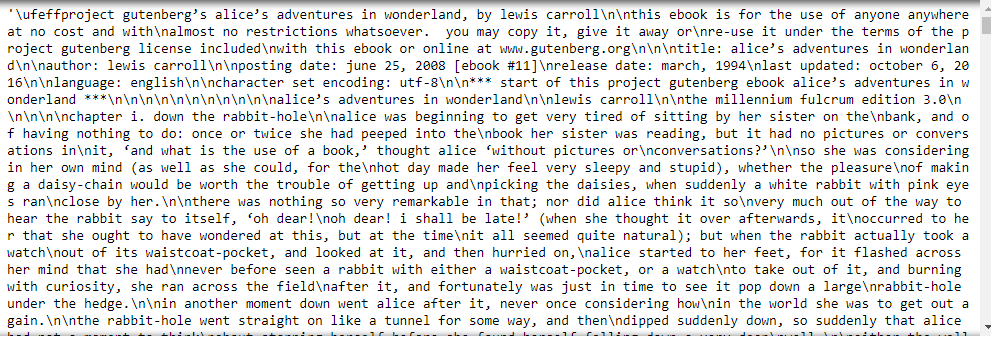 '\ufeffproject gutenberg’s alice’s adventures in wonderland, by lewis carroll\n\nthis ebook is for the use of anyone anywhere
at no cost and with\nalmost no restrictions whatsoever.  you may copy it, give it away or\nre-use it under the terms of the p
roject gutenberg license included\nwith this ebook or online at www.gutenberg.org\n\n\ntitle: alice’s adventures in wonderlan
d\n\nauthor: lewis carroll\n\nposting date: june 25, 2008 [ebook #11]\nrelease date: march, 1994\nlast updated: october 6, 20
16\n\nlanguage: english\n\ncharacter set encoding: utf-8\n\n*** start of this project gutenberg ebook alice’s adventures in w
onderland ***\n\n\n\n\n\n\n\n\n\n\nalice’s adventures in wonderland\n\nlewis carroll\n\nthe millennium fulcrum edition 3.0\n
\n\n\n\n\nchapter i. down the rabbit-hole\n\nalice was beginning to get very tired of sitting by her sister on the\nbank, and o
f having nothing to do: once or twice she had peeped into the\nbook her sister was reading, but it had no pictures or convers
ations in\nit, ‘and what is the use of a book,’ thought alice ‘without pictures or\nconversations?’\n\nso she was considering
in her own mind (as well as she could, for the\nhot day made her feel very sleepy and stupid), whether the pleasure\nof makin
g a daisy-chain would be worth the trouble of getting up and\npicking the daisies, when suddenly a white rabbit with pink eye
s ran\nclose by her.\n\nthere was nothing so very remarkable in that; nor did alice think it so\nvery much out of the way to
hear the rabbit say to itself, ‘oh dear!\noh dear! i shall be late!’ (when she thought it over afterwards, it\noccurred to he
r that she ought to have wondered at this, but at the time\nit all seemed quite natural); but when the rabbit actually took a
watch\nout of its waistcoat-pocket, and looked at it, and then hurried on,\nalice started to her feet, for it flashed across
her mind that she had\nnever before seen a rabbit with either a waistcoat-pocket, or a watch\nto take out of it, and burning
with curiosity, she ran across the field\nafter it, and fortunately was just in time to see it pop down a large\nrabbit-hole
under the hedge.\n\nin another moment down went alice after it, never once considering how\nin the world she was to get out a
gain.\n\nthe rabbit-hole went straight on like a tunnel for some way, and then\ndipped suddenly down, so suddenly that alice